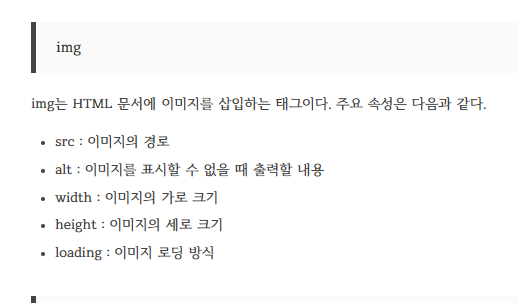 img
img는 HTML 문서에 이미지를 삽입하는 태그이다. 주요 속성은 다음과 같다.
• src : 이미지의 경로
• alt : 이미지를 표시할 수 없을 때 출력할 내용
• width : 이미지의 가로 크기
• height : 이미지의 세로 크기
• loading : 이미지 로딩 방식